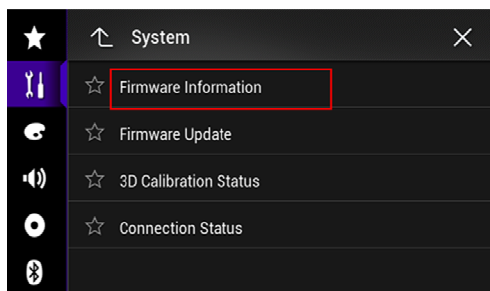 System
Firmware Information
Firmware Update
3D Calibration Status
Connection Status